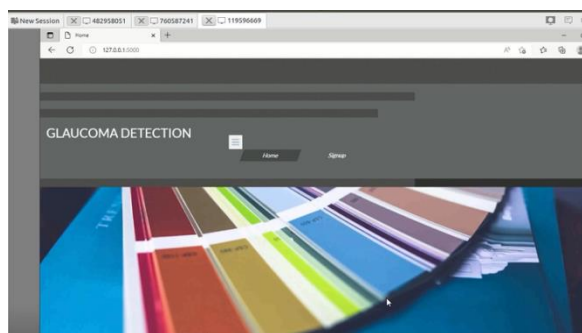 New Session 482958051 760587241 119596669
Home
127.0.0.1:5000
GLAUCOMA DETECTION
Home Signup